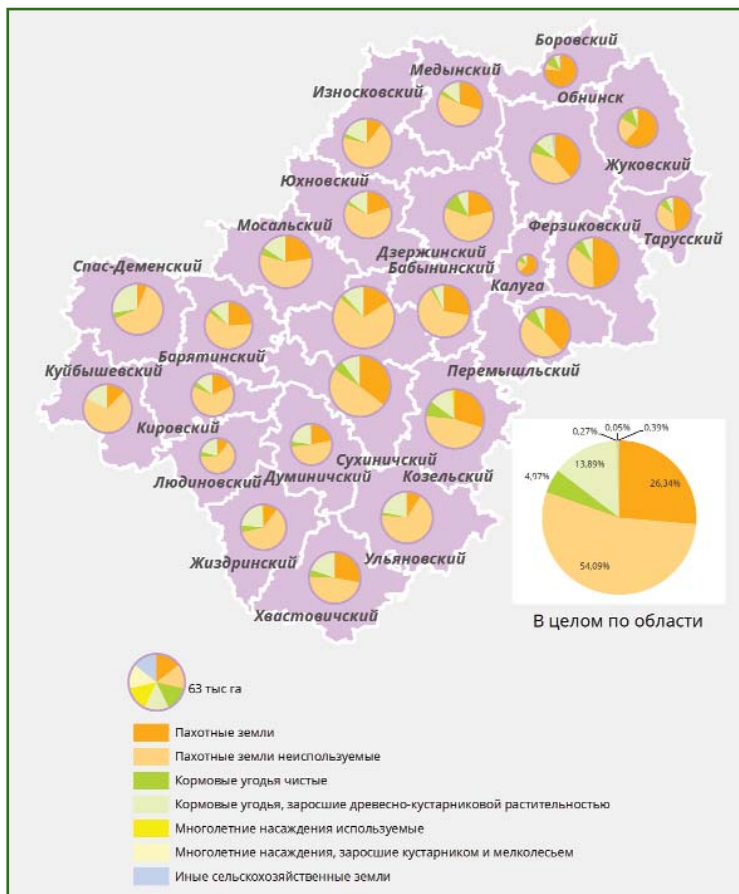 Боровский
Медынский
Обнинск
Износковский
Жуковский
Юхновский
Мосальский
Дзержинский
Ферзиковский
Тарусский
Бабынинский
Калуга
Спас-Деменский
Барятинский
Куйбышевский
Перемышльский
Кировский
Людиновский
Думиничский
Сухиничский
Козельский
Жиздринский
Ульяновский
Хвастовичский
0,05%
0,39%
0,27%
4,97%
13,89%
26,34%
54,09%
В целом по области
63 тыс га
Пахотные земли
Пахотные земли неиспользуемые
Кормовые угодья чистые
Кормовые угодья, заросшие древесно-кустарниковой растительностью
Многолетние насаждения используемые
Многолетние насаждения, заросшие кустарником и мелколесьем
Иные сельскохозяйственные земли